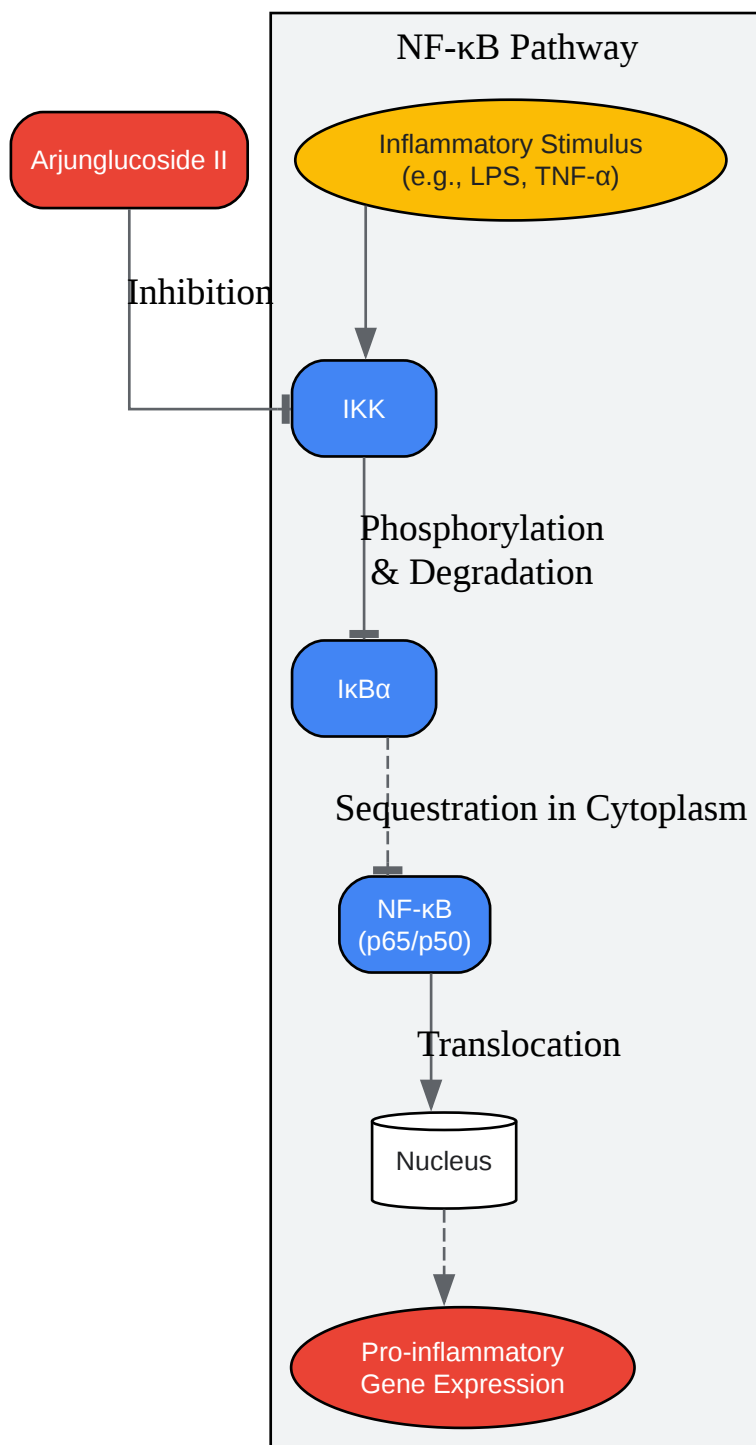 NF-κB Pathway
Arjunglucoside II
Inflammatory Stimulus
(e.g., LPS, TNF-α)
Inhibition
IKK
Phosphorylation
& Degradation
IκBα
Sequestration in Cytoplasm
NF-κB
(p65/p50)
Translocation
Nucleus
Pro-inflammatory
Gene Expression